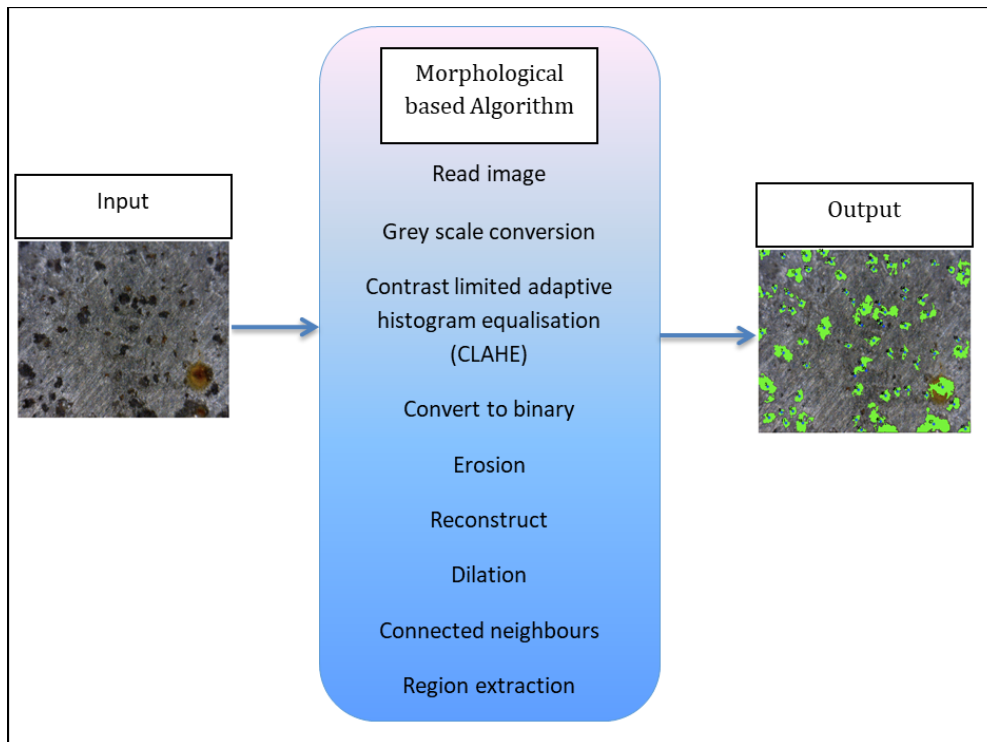 Input
Morphological
based Algorithm
Read image
Grey scale conversion
Contrast limited adaptive
histogram equalisation
(CLAHE)
Convert to binary
Erosion
Reconstruct
Dilation
Connected neighbours
Region extraction
Output